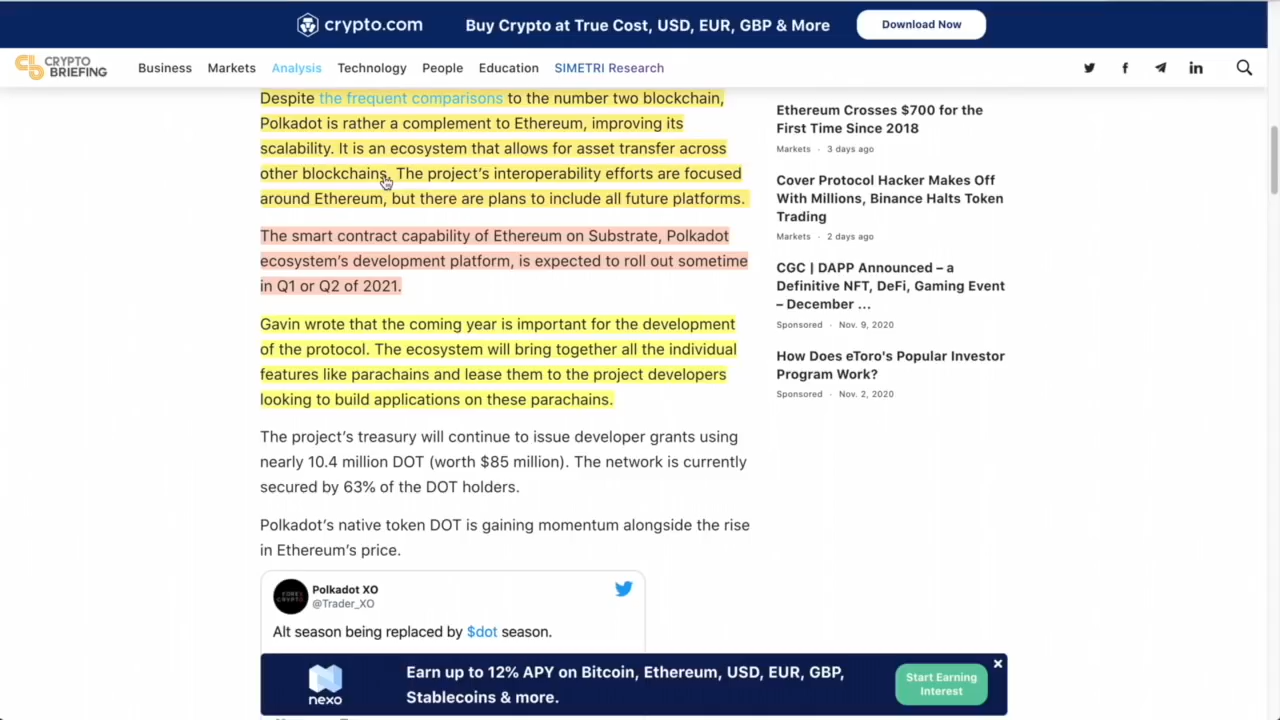 crypto.com
Buy Crypto at True Cost, USD, EUR, GBP & More
Download Now
CRYPTO
BRIEFING
Business
Markets
Analysis
Technology
People
Education
SIMETRI Research
Despite the frequent comparisons to the number two blockchain,
Polkadot is rather a complement to Ethereum, improving its
scalability. It is an ecosystem that allows for asset transfer across
other blockchains. The project's interoperability efforts are focused
around Ethereum, but there are plans to include all future platforms.
The smart contract capability of Ethereum on Substrate, Polkadot
ecosystem's development platform, is expected to roll out sometime
in Q1 or Q2 of 2021.
Gavin wrote that the coming year is important for the development
of the protocol. The ecosystem will bring together all the individual
features like parachains and lease them to the project developers
looking to build applications on these parachains.
The project's treasury will continue to issue developer grants using
nearly 10.4 million DOT (worth $85 million). The network is currently
secured by 63% of the DOT holders.
Polkadot's native token DOT is gaining momentum alongside the rise
in Ethereum's price.
Polkadot XO
@Trader_XO
Alt season being replaced by $dot season.
Ethereum Crosses $700 for the
First Time Since 2018
Markets · 3 days ago
Cover Protocol Hacker Makes Off
With Millions, Binance Halts Token
Trading
Markets · 2 days ago
CGC | DAPP Announced – a
Definitive NFT, DeFi, Gaming Event
– December ...
Sponsored · Nov. 9, 2020
How Does eToro's Popular Investor
Program Work?
Sponsored · Nov. 2, 2020
nexo
Earn up to 12% APY on Bitcoin, Ethereum, USD, EUR, GBP,
Stablecoins & more.
Start Earning
Interest